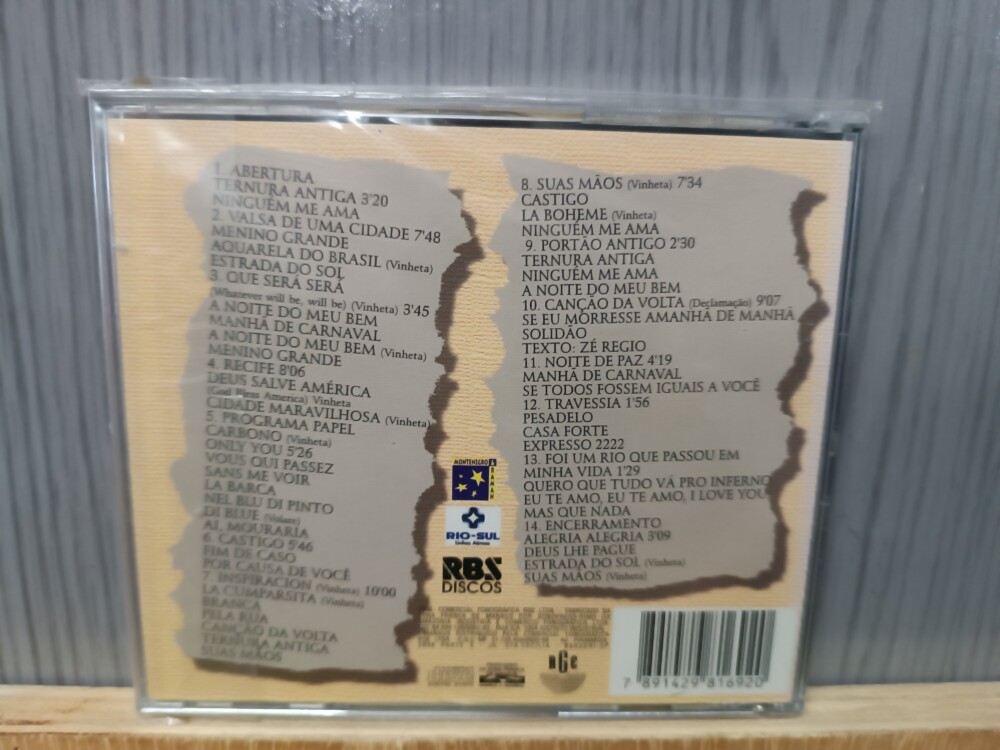 1. ABERTURA
TERNURA ANTIGA 3'20
NINGUÉM ME AMA
2. VALSA DE UMA CIDADE 7'48
MENINO GRANDE
AQUARELA DO BRASIL (Vinheta)
ESTRADA DO SOL
3. QUE SERÁ SERÁ
(Whatever will be, will be) (Vinheta) 3'45
A NOITE DO MEU BEM
MANHÃ DE CARNAVAL
A NOITE DO MEU BEM (Vinheta)
MENINO GRANDE
4. RECIFE 8'06
DEUS SALVE AMÉRICA
(God Bless America) Vinheta
CIDADE MARAVILHOSA (Vinheta)
5. PROGRAMA PAPEL
CARBONO (Vinheta)
ONLY YOU 5'26
VOUS QUI PASSEZ
SANS ME VOIR
LA BARCA
NEL BLU DI PINTO
DI BLUE (Volare)
AI, MOURARIA
6. CASTIGO 5'46
FIM DE CASO
POR CAUSA DE VOCÊ
7. INSPIRACION (Vinheta) 10'00
LA CUMPARSITA (Vinheta)
BRANCA
PELA RUA
CANÇÃO DA VOLTA
TERNURA ANTIGA
SUAS MÃOS
8. SUAS MÃOS (Vinheta) 7'34
CASTIGO
LA BOHEME (Vinheta)
NINGUÉM ME AMA
9. PORTÃO ANTIGO 2'30
TERNURA ANTIGA
NINGUÉM ME AMA
A NOITE DO MEU BEM
10. CANÇÃO DA VOLTA (Declamação) 9'07
SE EU MORRESSE AMANHÃ DE MANHÃ
SOLIDÃO
TEXTO: ZÉ REGIO
11. NOITE DE PAZ 4'19
MANHÃ DE CARNAVAL
SE TODOS FOSSEM IGUAIS A VOCÊ
12. TRAVESSIA 1'56
PESADELO
CASA FORTE
EXPRESSO 2222
13. FOI UM RIO QUE PASSOU EM
MINHA VIDA 1'29
QUERO QUE TUDO VÁ PRO INFERNO
EU TE AMO, EU TE AMO, I LOVE YOU
MAS QUE NADA
14. ENCERRAMENTO
ALEGRIA ALEGRIA 3'09
DEUS LHE PAGUE
ESTRADA DO SOL (Vinheta)
SUAS MÃOS (Vinheta)
MONTENEGRO &
RAMAN
RIO-SUL
Linhas Aéreas
RBS
DISCOS
RGE
7 891429 816920